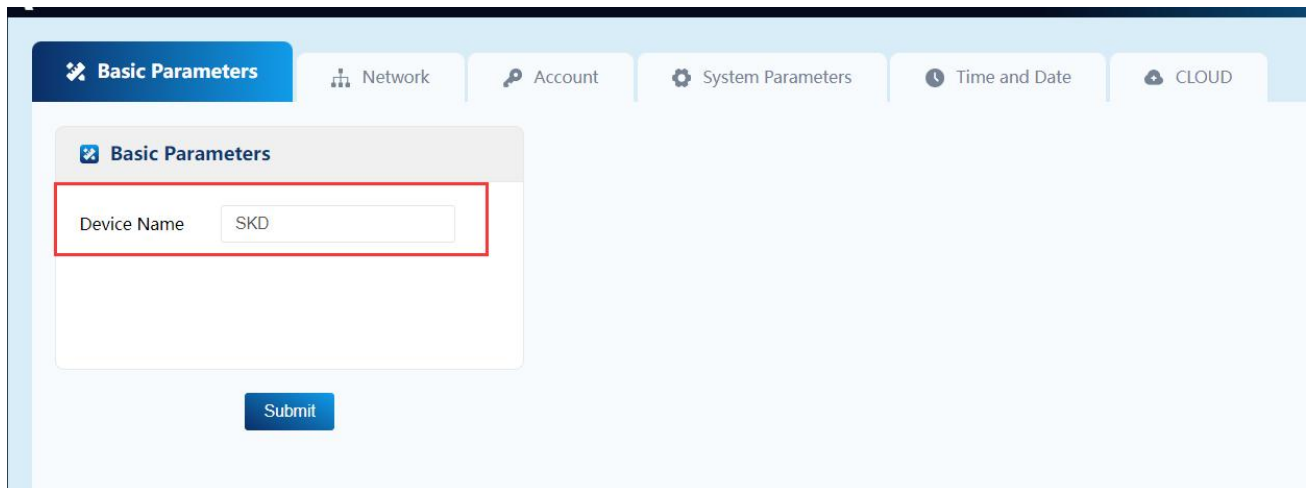 Basic Parameters Network Account System Parameters Time and Date CLOUD
Basic Parameters
Device Name SKD
Submit